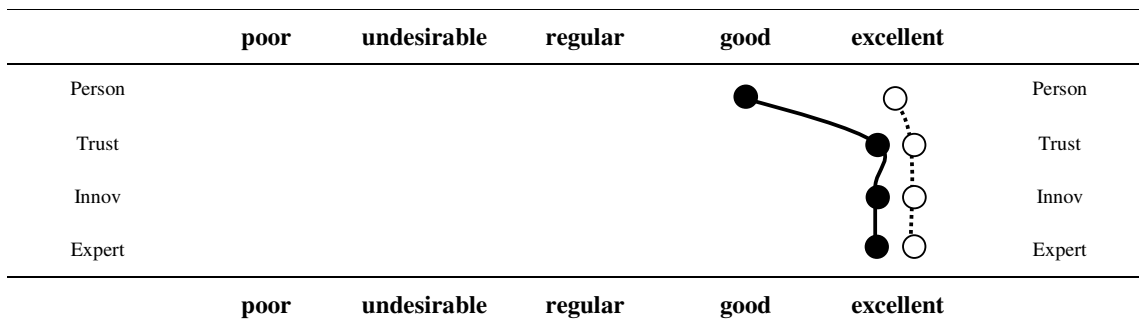 poor undesirable regular good excellent
Person Person
Trust Trust
Innov Innov
Expert Expert
poor undesirable regular good excellent